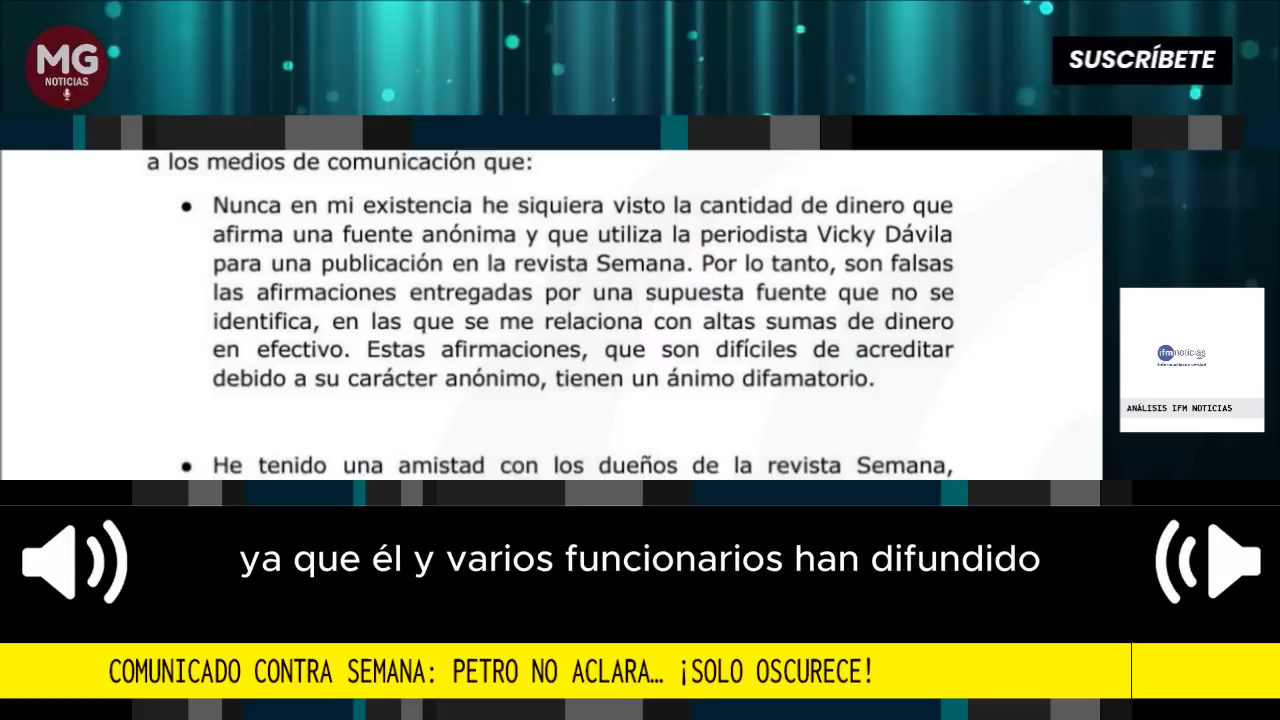 MG
NOTICIAS
SUSCRÍBETE
a los medios de comunicación que:
● Nunca en mi existencia he siquiera visto la cantidad de dinero que
afirma una fuente anónima y que utiliza la periodista Vicky Dávila
para una publicación en la revista Semana. Por lo tanto, son falsas
las afirmaciones entregadas por una supuesta fuente que no se
identifica, en las que se me relaciona con altas sumas de dinero
en efectivo. Estas afirmaciones, que son difíciles de acreditar
debido a su carácter anónimo, tienen un ánimo difamatorio.
● He tenido una amistad con los dueños de la revista Semana,
ifmnoticias
ANÁLISIS IFM NOTICIAS
ya que él y varios funcionarios han difundido
COMUNICADO CONTRA SEMANA: PETRO NO ACLARA… ¡SOLO OSCURECE!